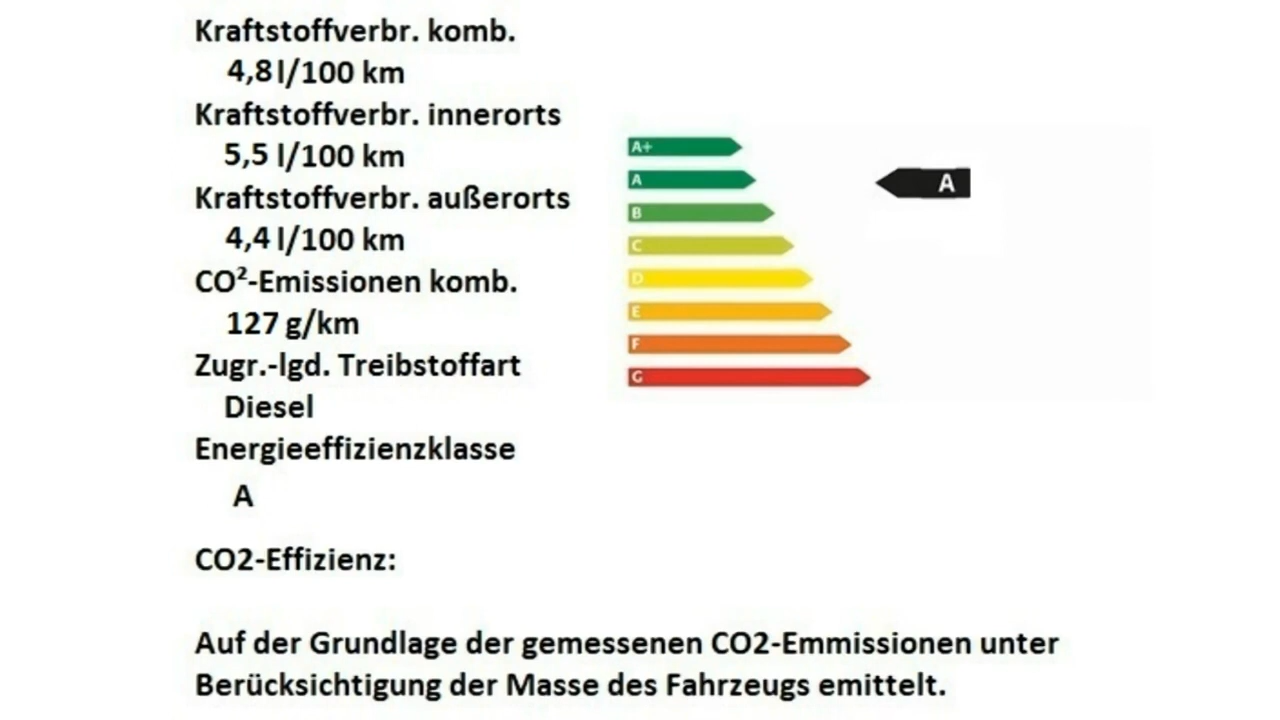 Kraftstoffverbr. komb.
4,8 l/100 km
Kraftstoffverbr. innerorts
5,5 l/100 km
Kraftstoffverbr. außerorts
4,4 l/100 km
CO²-Emissionen komb.
127 g/km
Zugr.-lgd. Treibstoffart
Diesel
Energieeffizienzklasse
A
A+
A
B
C
D
E
F
G
A
CO2-Effizienz:
Auf der Grundlage der gemessenen CO2-Emmissionen unter
Berücksichtigung der Masse des Fahrzeugs emittelt.